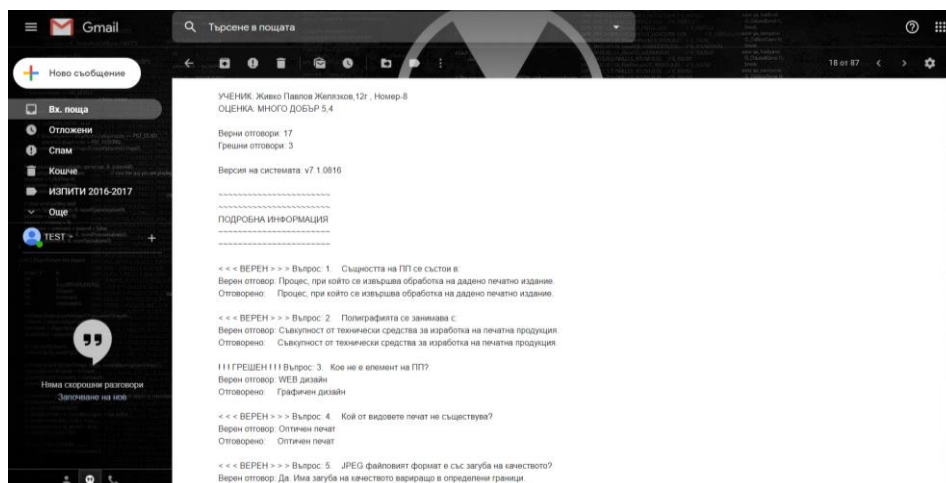 Gmail
Търсене в пощата
18 от 87
Ново съобщение
Вх. поща
Отложени
Спам
Кошче
ИЗПИТИ 2016-2017
Още
TEST
Няма скорошни разговори
Започване на нов
УЧЕНИК: Живко Павлов Желязков,12г , Номер-8
ОЦЕНКА: МНОГО ДОБЪР 5,4
Верни отговори: 17
Грешни отговори: 3
Версия на системата: v7.1.0816
~~~~~~~~~~~~~~~~~~~~~~~
~~~~~~~~~~~~~~~~~~~~~~~
ПОДРОБНА ИНФОРМАЦИЯ
~~~~~~~~~~~~~~~~~~~~~~~
~~~~~~~~~~~~~~~~~~~~~~~
< < < ВЕРЕН > > > Въпрос: 1. Същността на ПП се състои в:
Верен отговор: Процес, при който се извършва обработка на дадено печатно издание.
Отговорено: Процес, при който се извършва обработка на дадено печатно издание.
< < < ВЕРЕН > > > Въпрос: 2. Полиграфията се занимава с:
Верен отговор: Съвкупност от технически средства за изработка на печатна продукция.
Отговорено: Съвкупност от технически средства за изработка на печатна продукция.
! ! ! ГРЕШЕН ! ! ! Въпрос: 3. Кое не е елемент на ПП?
Верен отговор: WEB дизайн
Отговорено: Графичен дизайн
< < < ВЕРЕН > > > Въпрос: 4. Кой от видовете печат не съществува?
Верен отговор: Оптичен печат
Отговорено: Оптичен печат
< < < ВЕРЕН > > > Въпрос: 5. JPEG файловият формат е със загуба на качеството?
Верен отговор: Да. Има загуба на качеството вариращо в определени граници.